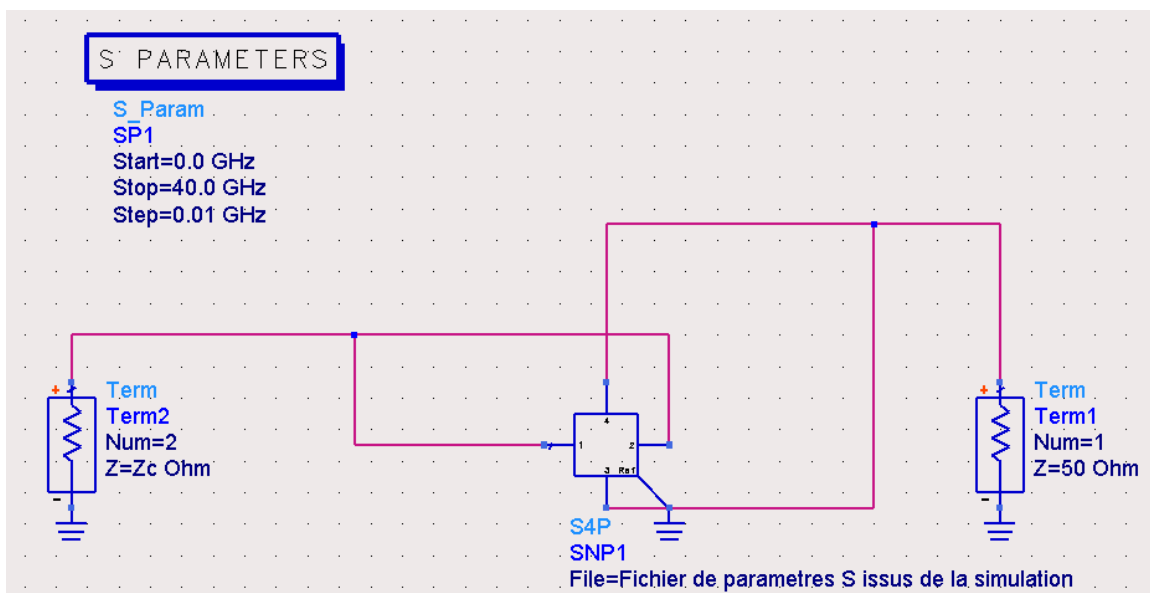 S PARAMETERS
S_Param
SP1
Start=0.0 GHz
Stop=40.0 GHz
Step=0.01 GHz
+
Term
Term2
Num=2
Z=Zc Ohm
-
4
1
2
3 Ref
S4P
SNP1
File=Fichier de parametres S issus de la simulation
+
Term
Term1
Num=1
Z=50 Ohm
-